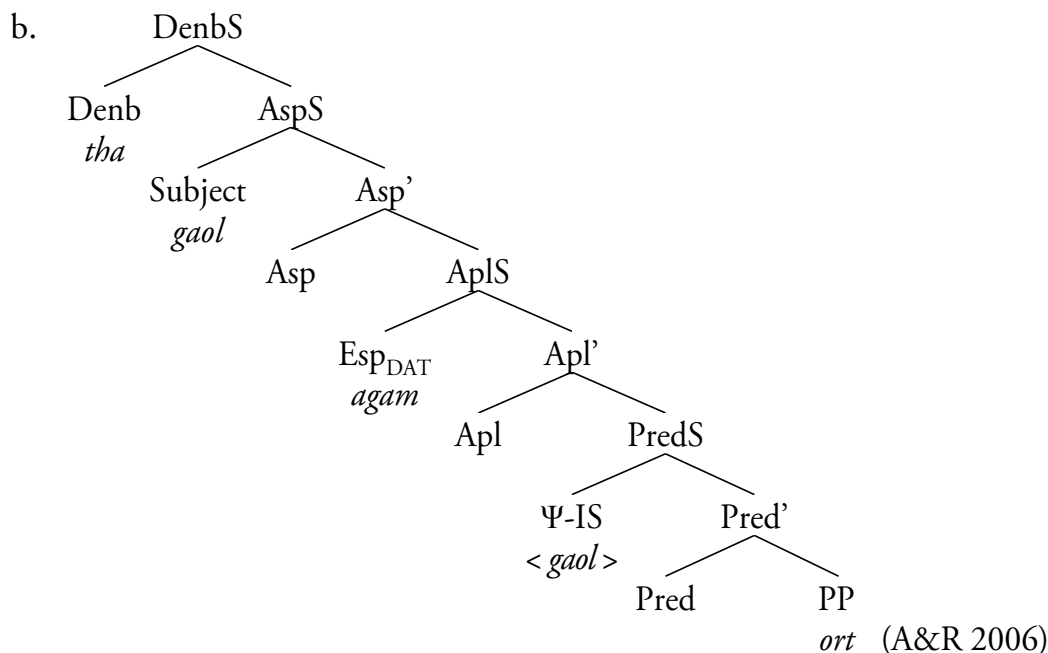 b. DenbS
Denb AspS
tha
Subject Asp’
gaol
Asp AplS
Esp_DAT Apl’
agam
Apl PredS
Ψ-IS Pred’
< gaol >
Pred PP
ort (A&R 2006)